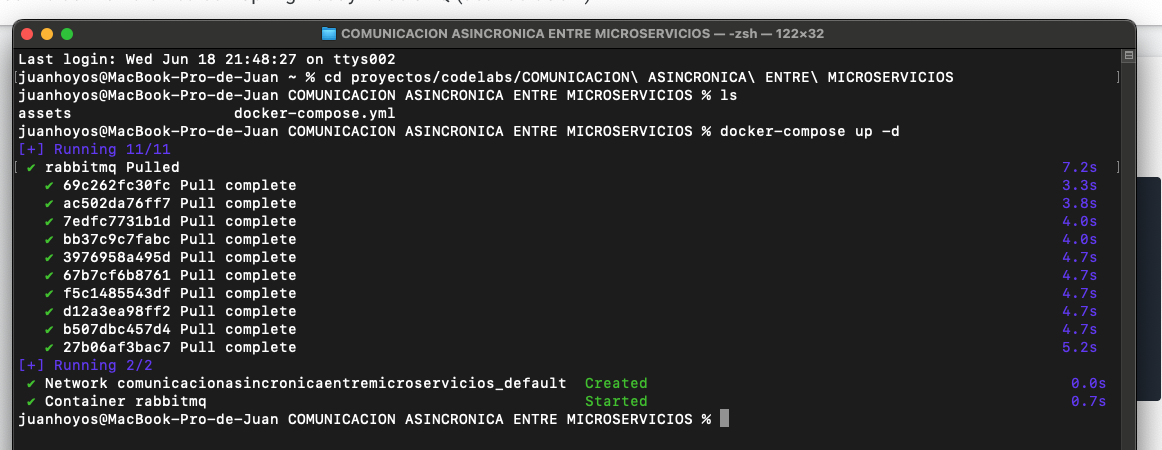 COMUNICACION ASINCRONICA ENTRE MICROSERVICIOS — -zsh — 122×32
Last login: Wed Jun 18 21:48:27 on ttys002
[juanhoyos@MacBook-Pro-de-Juan ~ % cd proyectos/codelabs/COMUNICACION\ ASINCRONICA\ ENTRE\ MICROSERVICIOS ]
juanhoyos@MacBook-Pro-de-Juan COMUNICACION ASINCRONICA ENTRE MICROSERVICIOS % ls
assets docker-compose.yml
juanhoyos@MacBook-Pro-de-Juan COMUNICACION ASINCRONICA ENTRE MICROSERVICIOS % docker-compose up -d
[+] Running 11/11
[ ✔ rabbitmq Pulled 7.2s ]
✔ 69c262fc30fc Pull complete 3.3s
✔ ac502da76ff7 Pull complete 3.8s
✔ 7edfc7731b1d Pull complete 4.0s
✔ bb37c9c7fabc Pull complete 4.0s
✔ 3976958a495d Pull complete 4.7s
✔ 67b7cf6b8761 Pull complete 4.7s
✔ f5c1485543df Pull complete 4.7s
✔ d12a3ea98ff2 Pull complete 4.7s
✔ b507dbc457d4 Pull complete 4.7s
✔ 27b06af3bac7 Pull complete 5.2s
[+] Running 2/2
✔ Network comunicacionasincronicaentremicroservicios_default Created 0.0s
✔ Container rabbitmq Started 0.7s
juanhoyos@MacBook-Pro-de-Juan COMUNICACION ASINCRONICA ENTRE MICROSERVICIOS %